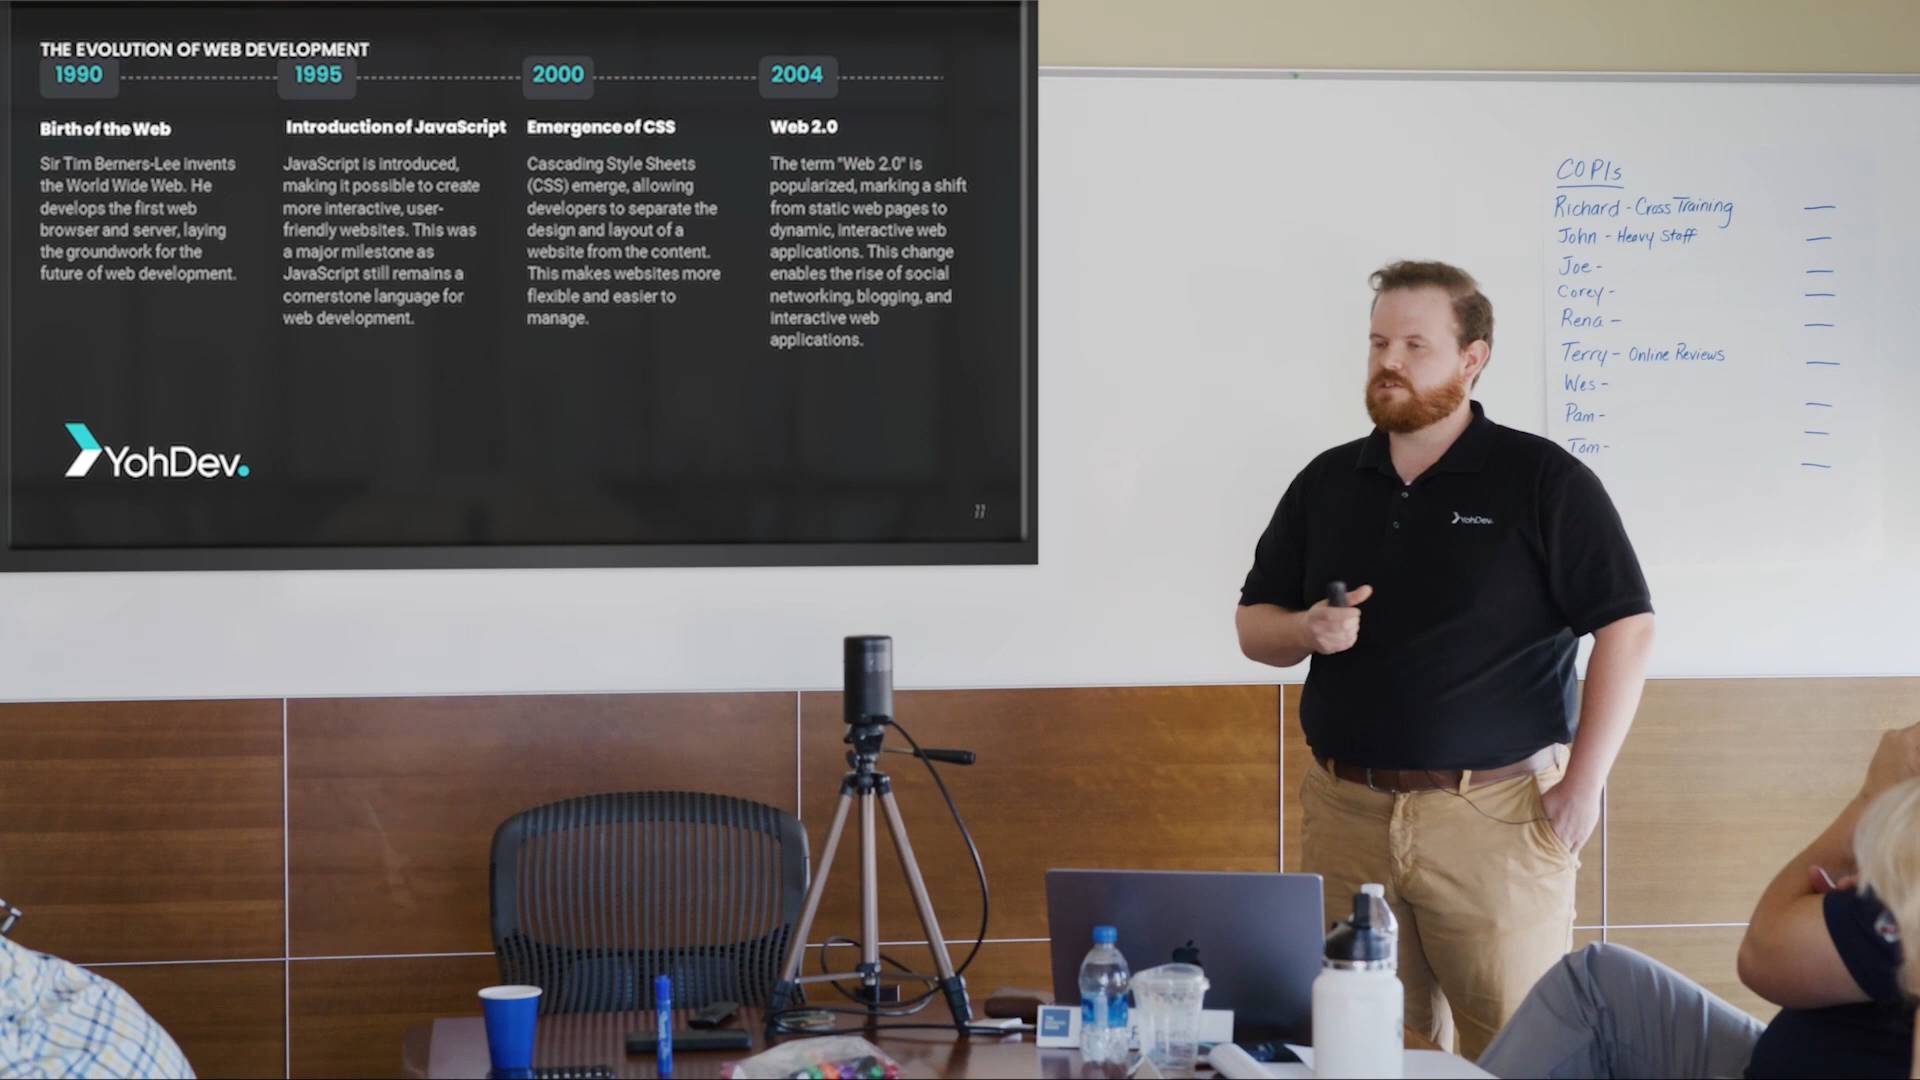 THE EVOLUTION OF WEB DEVELOPMENT
1990
Birth of the Web
Sir Tim Berners-Lee invents
the World Wide Web. He
develops the first web
browser and server, laying
the groundwork for the
future of web development.
1995
Introduction of JavaScript
JavaScript is introduced,
making it possible to create
more interactive, user-
friendly websites. This was
a major milestone as
JavaScript still remains a
cornerstone language for
web development.
2000
Emergence of CSS
Cascading Style Sheets
(CSS) emerge, allowing
developers to separate the
design and layout of a
website from the content.
This makes websites more
flexible and easier to
manage.
2004
Web 2.0
The term "Web 2.0" is
popularized, marking a shift
from static web pages to
dynamic, interactive web
applications. This change
enables the rise of social
networking, blogging, and
interactive web
applications.
YohDev.
COPIs
Richard - Cross Training
John - Heavy Staff
Joe -
Corey -
Rena -
Terry - Online Reviews
Wes -
Pam -
Tom -
YohDev.